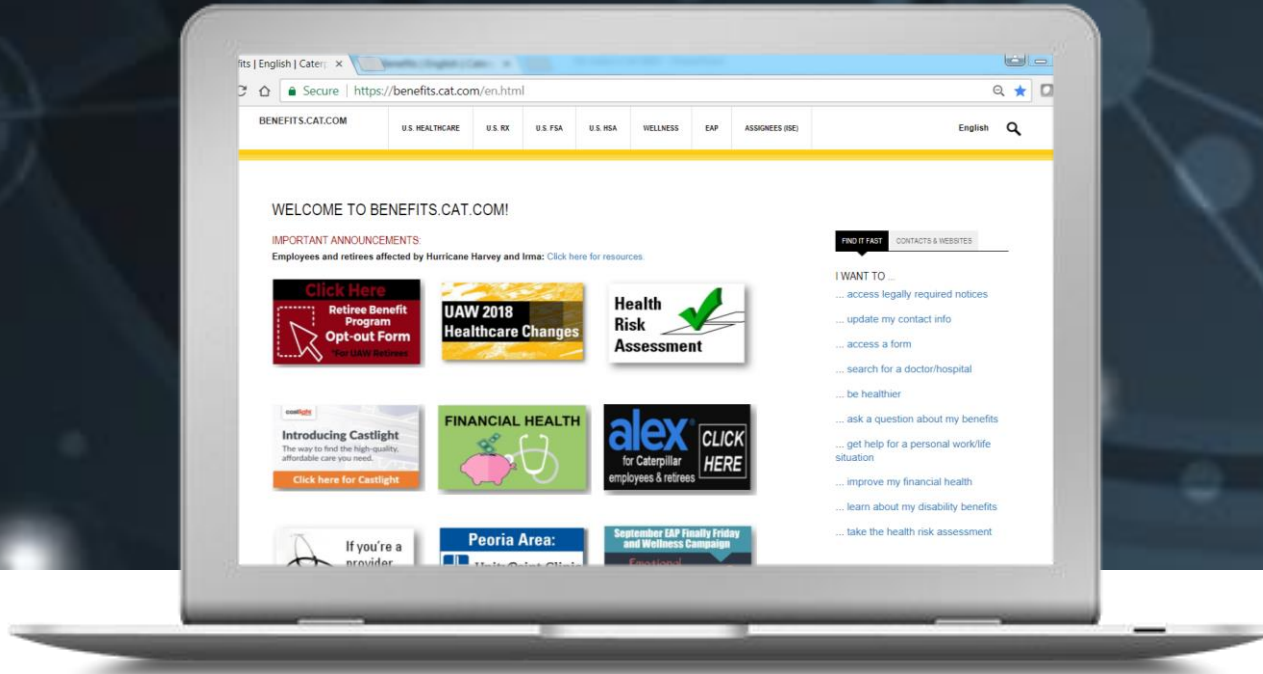 fits | English | Cater
Secure | https://benefits.cat.com/en.html
BENEFITS.CAT.COM
U.S. HEALTHCARE
U.S. RX
U.S. FSA
U.S. HSA
WELLNESS
EAP
ASSIGNEES (ISE)
English
WELCOME TO BENEFITS.CAT.COM!
IMPORTANT ANNOUNCEMENTS:
Employees and retirees affected by Hurricane Harvey and Irma: Click here for resources.
Click Here
Retiree Benefit
Program
Opt-out Form
*For UAW Retirees
UAW 2018
Healthcare Changes
Health
Risk
Assessment
castlight
Introducing Castlight
The way to find the high-quality,
affordable care you need.
Click here for Castlight
FINANCIAL HEALTH
alex
for Caterpillar
employees & retirees
CLICK
HERE
If you're a
provider
Peoria Area:
UnityPoint Clinic
September EAP Finally Friday
and Wellness Campaign
Emotional
FIND IT FAST
CONTACTS & WEBSITES
I WANT TO ...
... access legally required notices
... update my contact info
... access a form
... search for a doctor/hospital
... be healthier
... ask a question about my benefits
... get help for a personal work/life
situation
... improve my financial health
... learn about my disability benefits
... take the health risk assessment